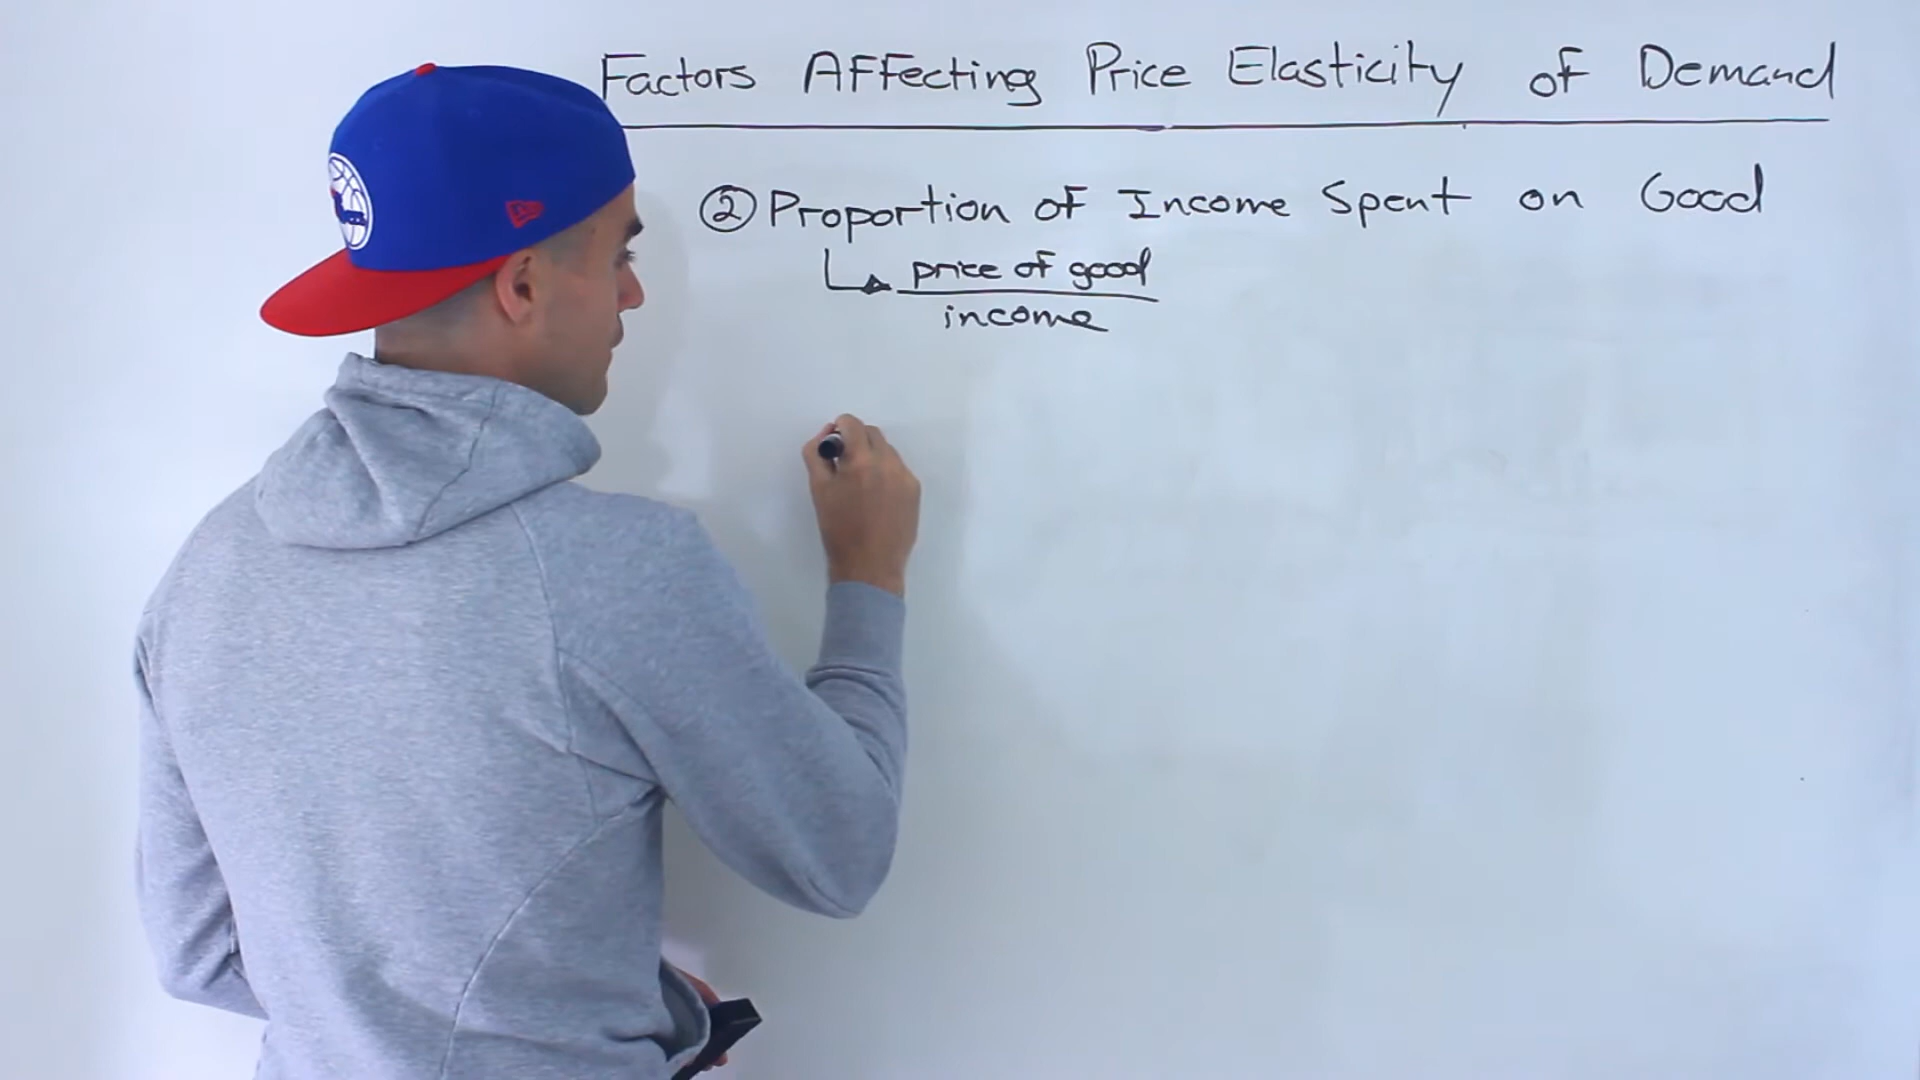 Factors Affecting Price Elasticity of Demand
② Proportion of Income Spent on Good
price of good
income